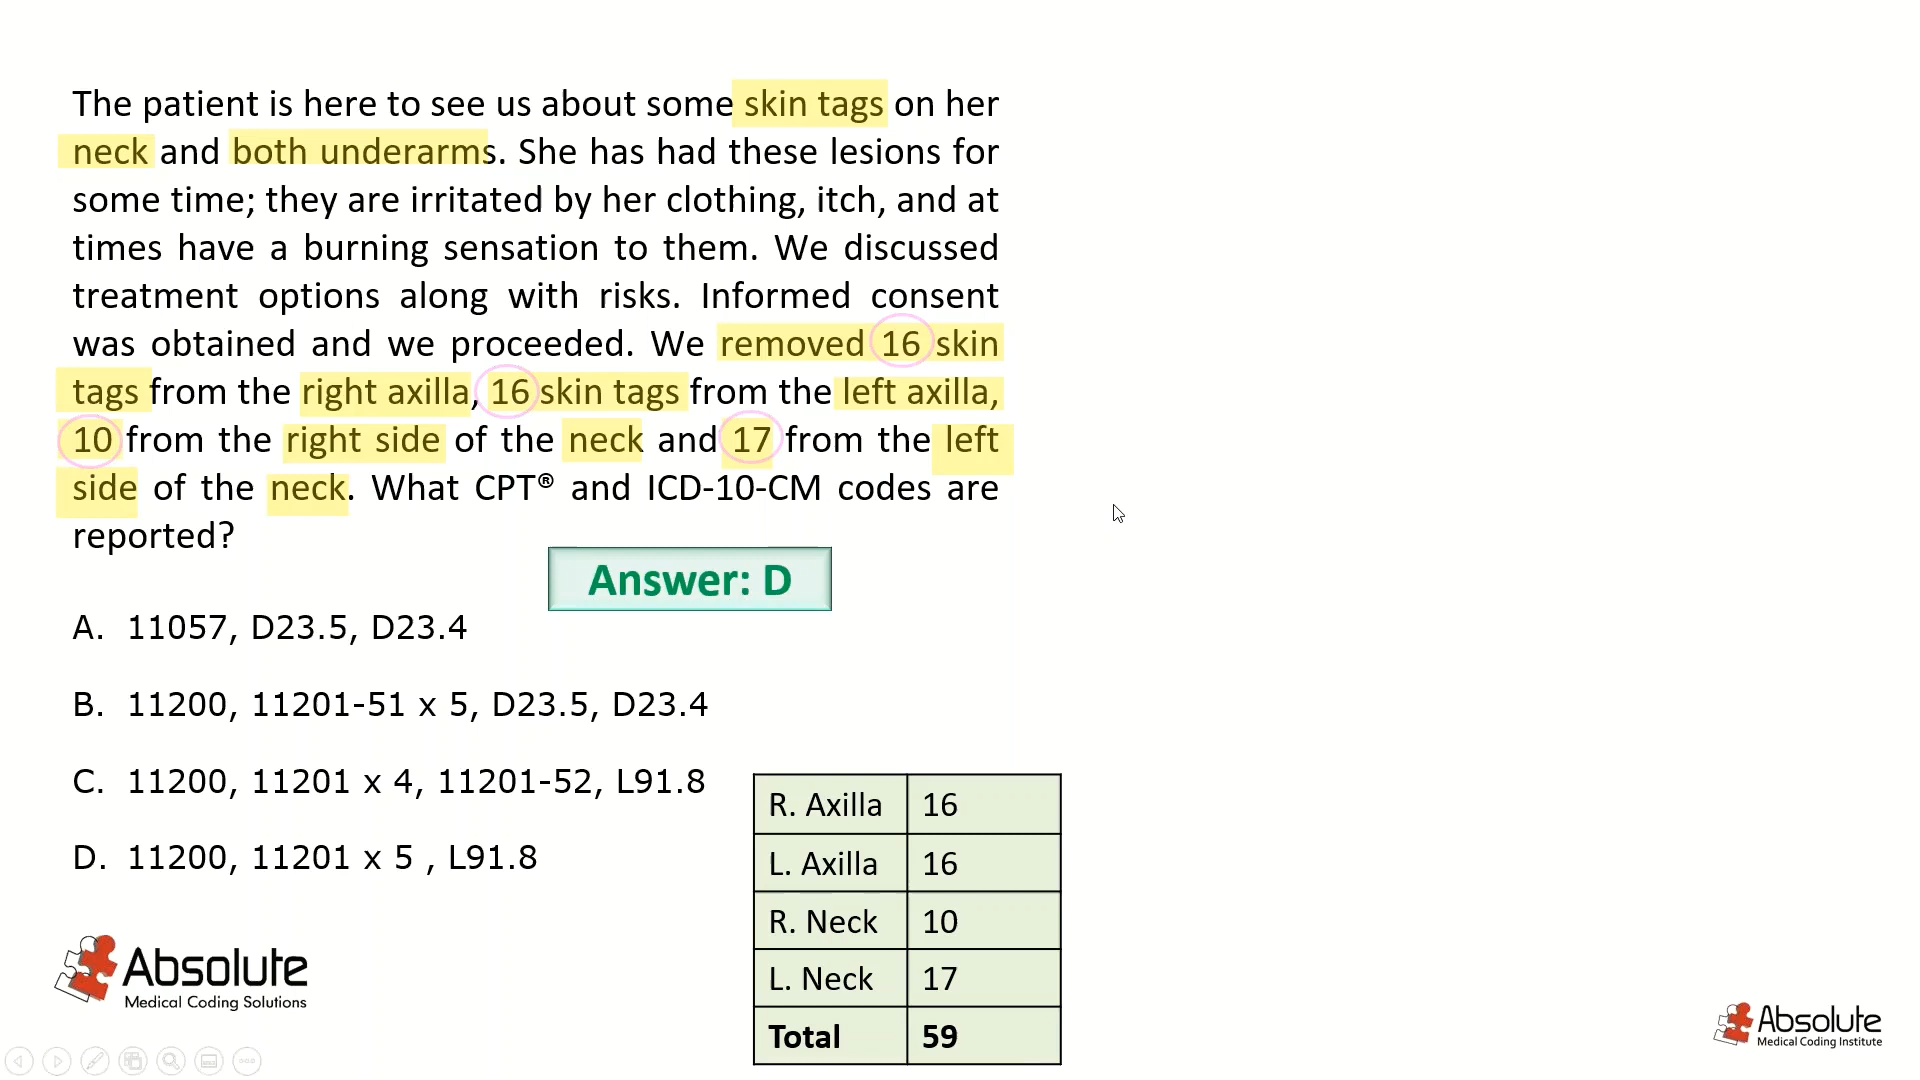 The patient is here to see us about some skin tags on her
neck and both underarms. She has had these lesions for
some time; they are irritated by her clothing, itch, and at
times have a burning sensation to them. We discussed
treatment options along with risks. Informed consent
was obtained and we proceeded. We removed 16 skin
tags from the right axilla, 16 skin tags from the left axilla,
10 from the right side of the neck and 17 from the left
side of the neck. What CPT® and ICD-10-CM codes are
reported?
Answer: D
A. 11057, D23.5, D23.4
B. 11200, 11201-51 x 5, D23.5, D23.4
C. 11200, 11201 x 4, 11201-52, L91.8
D. 11200, 11201 x 5 , L91.8
R. Axilla 16
L. Axilla 16
R. Neck 10
L. Neck 17
Total 59
Absolute
Medical Coding Solutions
Absolute
Medical Coding Institute